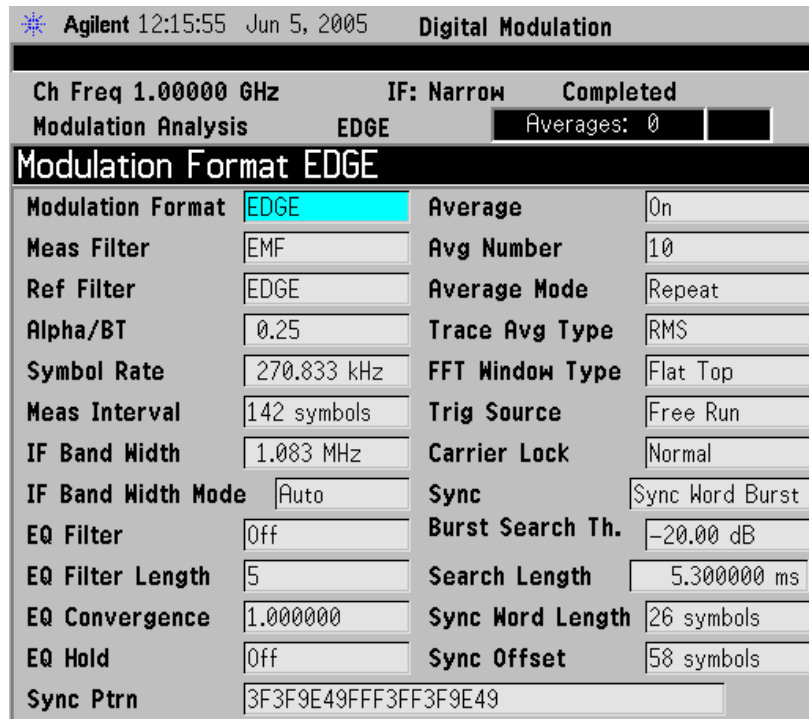 Agilent 12:15:55 Jun 5, 2005 Digital Modulation
Ch Freq 1.00000 GHz IF: Narrow Completed
Modulation Analysis EDGE Averages: 0
Modulation Format EDGE
Modulation Format EDGE Average On
Meas Filter EMF Avg Number 10
Ref Filter EDGE Average Mode Repeat
Alpha/BT 0.25 Trace Avg Type RMS
Symbol Rate 270.833 kHz FFT Window Type Flat Top
Meas Interval 142 symbols Trig Source Free Run
IF Band Width 1.083 MHz Carrier Lock Normal
IF Band Width Mode Auto Sync Sync Word Burst
EQ Filter Off Burst Search Th. -20.00 dB
EQ Filter Length 5 Search Length 5.300000 ms
EQ Convergence 1.000000 Sync Word Length 26 symbols
EQ Hold Off Sync Offset 58 symbols
Sync Ptrn 3F3F9E49FFF3FF3F9E49